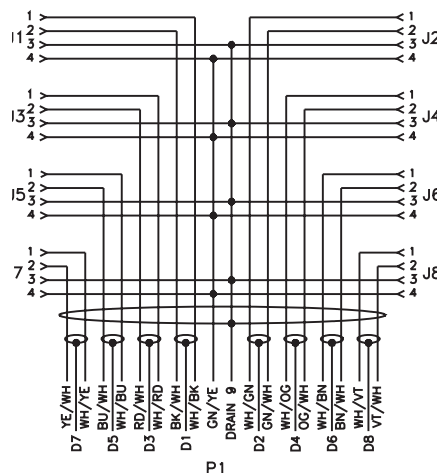 1 1
2 2
J1 3 3 J2
4 4
1 1
2 2
J3 3 3 J4
4 4
1 1
2 2
J5 3 3 J6
4 4
1 1
2 2
7 3 3 J8
4 4
YE/WH WH/YE BU/WH WH/BU RD/WH WH/RD BK/WH WH/BK GN/YE DRAIN 9 WH/GN GN/WH WH/OG OG/WH WH/BN BN/WH WH/VT VT/WH
D7 D5 D3 D1 D2 D4 D6 D8
P1